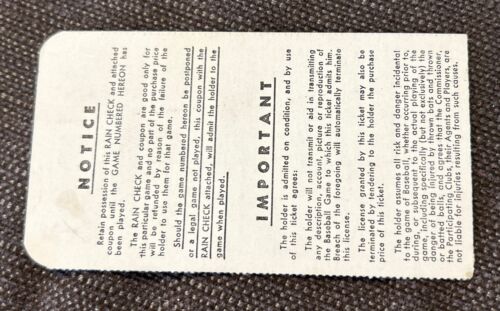 NOTICE
Retain possession of this RAIN CHECK and attached
coupon until the GAME NUMBERED HEREON has
been played.
The RAIN CHECK and coupon are good only for
this particular game and no part of the purchase price
will be refunded by reason of the failure of the
holder to use them for that game.
Should the game numbered hereon be postponed
or a legal game not played, this coupon with the
RAIN CHECK attached, will admit the holder to the
game when played.
IMPORTANT
The holder is admitted on condition, and by use
of this ticket agrees:
The holder will not transmit or aid in transmitting
any description, account, picture or reproduction of
the Baseball Game to which this ticket admits him.
Breach of the foregoing will automatically terminate
this license.
The license granted by this ticket may also be
terminated by tendering to the holder the purchase
price of this ticket.
The holder assumes all risk and danger incidental
to the game of Baseball, whether occurring prior to,
during, or subsequent to the actual playing of the
game, including specifically (but not exclusively) the
danger of being injured by thrown bats and thrown
or batted balls, and agrees that the Commissioner,
the Participating Clubs, their Agents and Players, are
not liable for injuries resulting from such causes.